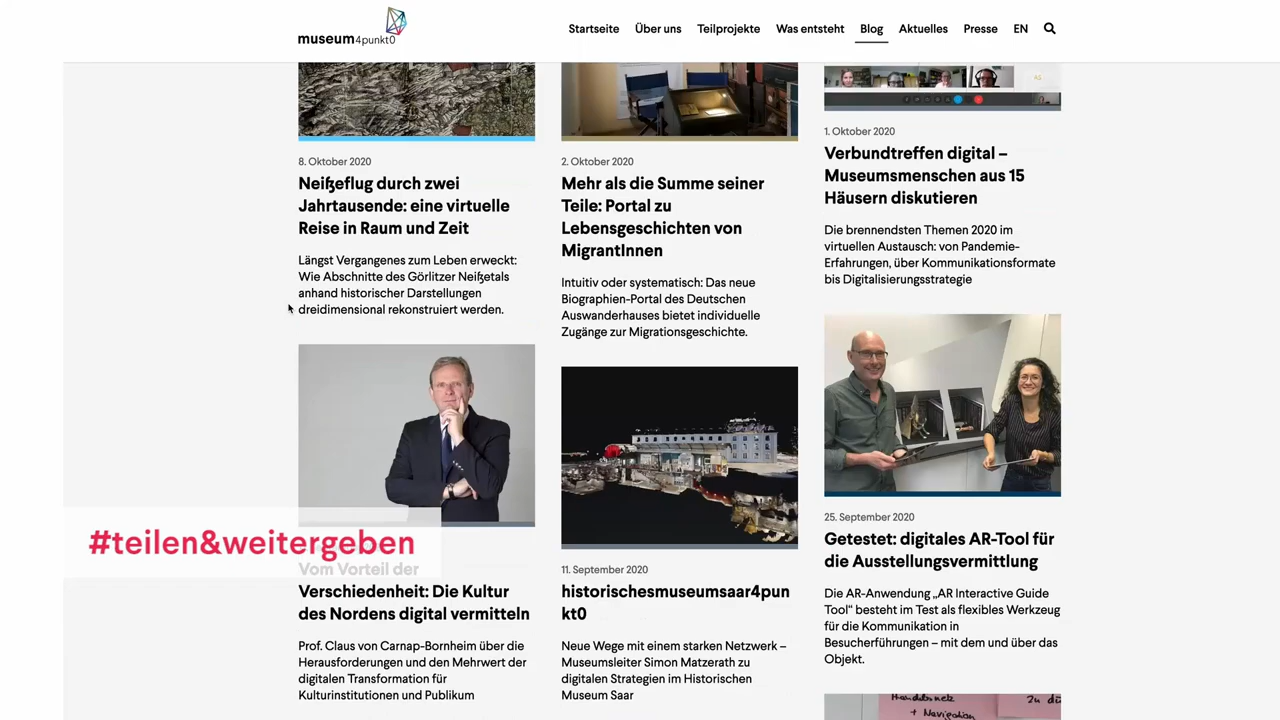 museum4punkt0
Startseite Über uns Teilprojekte Was entsteht Blog Aktuelles Presse EN
8. Oktober 2020
Neißeflug durch zwei
Jahrtausende: eine virtuelle
Reise in Raum und Zeit
Längst Vergangenes zum Leben erweckt:
Wie Abschnitte des Görlitzer Neißetals
anhand historischer Darstellungen
dreidimensional rekonstruiert werden.
2. Oktober 2020
Mehr als die Summe seiner
Teile: Portal zu
Lebensgeschichten von
MigrantInnen
Intuitiv oder systematisch: Das neue
Biographien-Portal des Deutschen
Auswandererhauses bietet individuelle
Zugänge zur Migrationsgeschichte.
1. Oktober 2020
Verbundtreffen digital –
Museumsmenschen aus 15
Häusern diskutieren
Die brennendsten Themen 2020 im
virtuellen Austausch: von Pandemie-
Erfahrungen, über Kommunikationsformate
bis Digitalisierungsstrategie
#teilen&weitergeben
Vom Vorteil der
Verschiedenheit: Die Kultur
des Nordens digital vermitteln
Prof. Claus von Carnap-Bornheim über die
Herausforderungen und den Mehrwert der
digitalen Transformation für
Kulturinstitutionen und Publikum
11. September 2020
historischesmuseumsaar4pun
kt0
Neue Wege mit einem starken Netzwerk –
Museumsleiter Simon Matzerath zu
digitalen Strategien im Historischen
Museum Saar
25. September 2020
Getestet: digitales AR-Tool für
die Ausstellungsvermittlung
Die AR-Anwendung „AR Interactive Guide
Tool“ besteht im Test als flexibles Werkzeug
für die Kommunikation in
Besucherführungen – mit dem und über das
Objekt.
+ Navigation